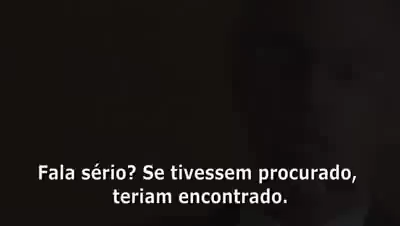 Fala sério? Se tivessem procurado,
teriam encontrado.